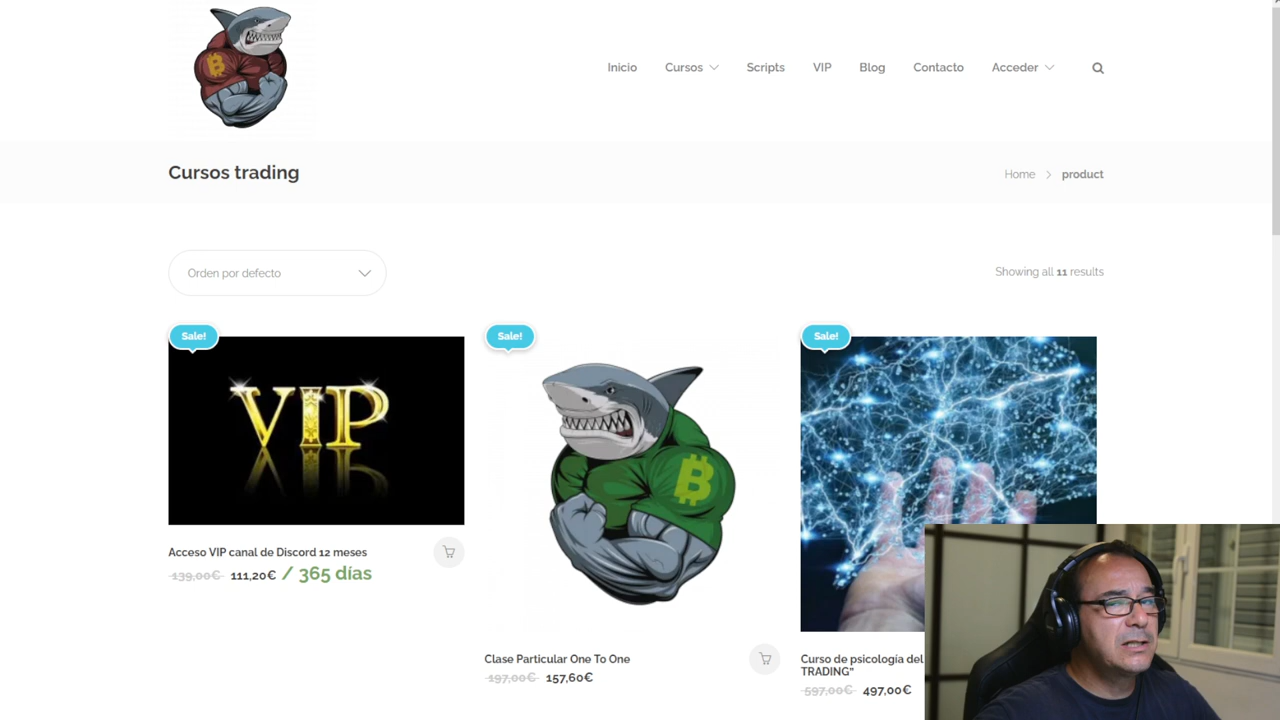 Inicio Cursos Scripts VIP Blog Contacto Acceder
Cursos trading
Home product
Orden por defecto
Showing all 11 results
Sale!
Sale!
Sale!
VIP
Acceso VIP canal de Discord 12 meses
139,00€ 111,20€ / 365 días
Clase Particular One To One
197,00€ 157,60€
Curso de psicología del
TRADING"
597,00€ 497,00€